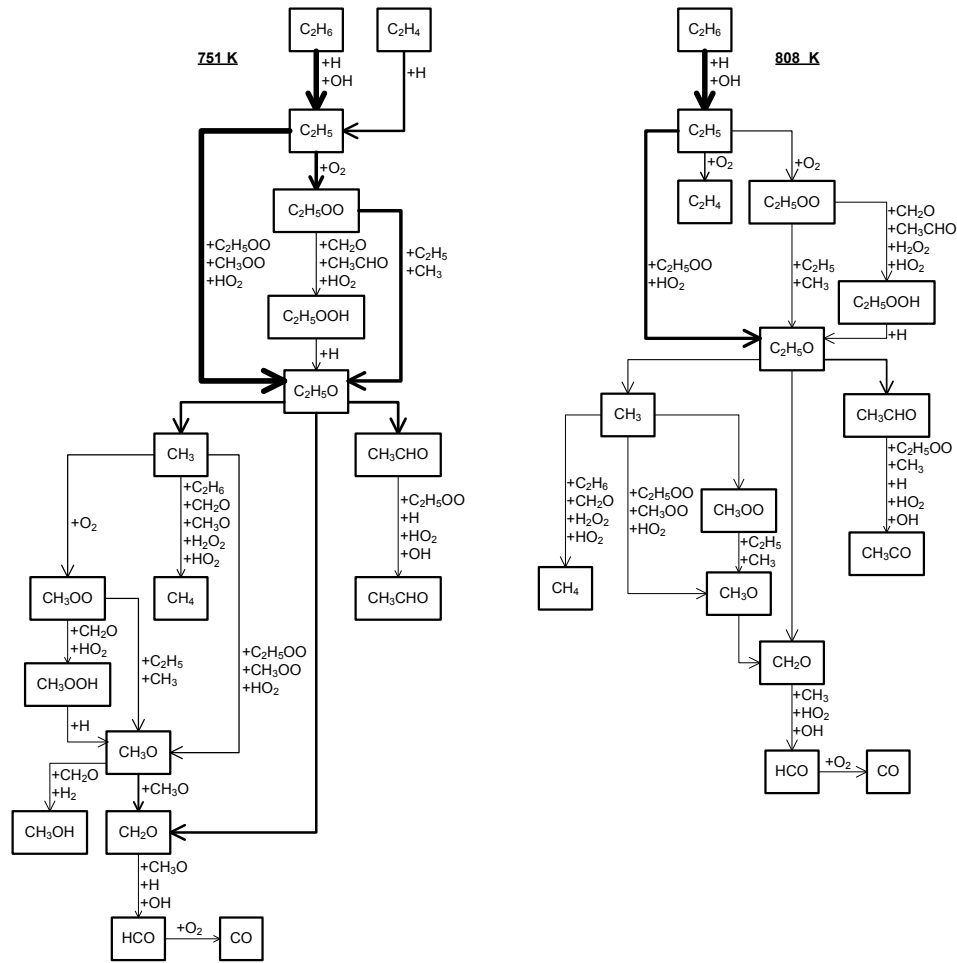 751 K
C₂H₆
C₂H₄
+H
+OH
+H
C₂H₅
+O₂
C₂H₅OO
+C₂H₅OO
+CH₃OO
+HO₂
+CH₂O
+CH₃CHO
+HO₂
+C₂H₅
+CH₃
C₂H₅OOH
+H
C₂H₅O
CH₃
CH₃CHO
+O₂
+C₂H₆
+CH₂O
+CH₃O
+H₂O₂
+HO₂
+C₂H₅OO
+H
+HO₂
+OH
CH₃OO
CH₄
CH₃CHO
+CH₂O
+HO₂
+C₂H₅
+CH₃
+C₂H₅OO
+CH₃OO
+HO₂
CH₃OOH
+H
CH₃O
+CH₂O
+H₂
+CH₃O
CH₃OH
CH₂O
+CH₃O
+H
+OH
HCO
+O₂
CO
808 K
C₂H₆
+H
+OH
C₂H₅
+O₂
+O₂
C₂H₄
C₂H₅OO
+C₂H₅OO
+HO₂
+C₂H₅
+CH₃
+CH₂O
+CH₃CHO
+H₂O₂
+HO₂
C₂H₅OOH
+H
C₂H₅O
CH₃
CH₃CHO
+C₂H₆
+CH₂O
+H₂O₂
+HO₂
+C₂H₅OO
+CH₃OO
+HO₂
CH₃OO
+C₂H₅OO
+CH₃
+H
+HO₂
+OH
+C₂H₅
+CH₃
CH₃CO
CH₄
CH₃O
CH₂O
+CH₃
+HO₂
+OH
HCO
+O₂
CO